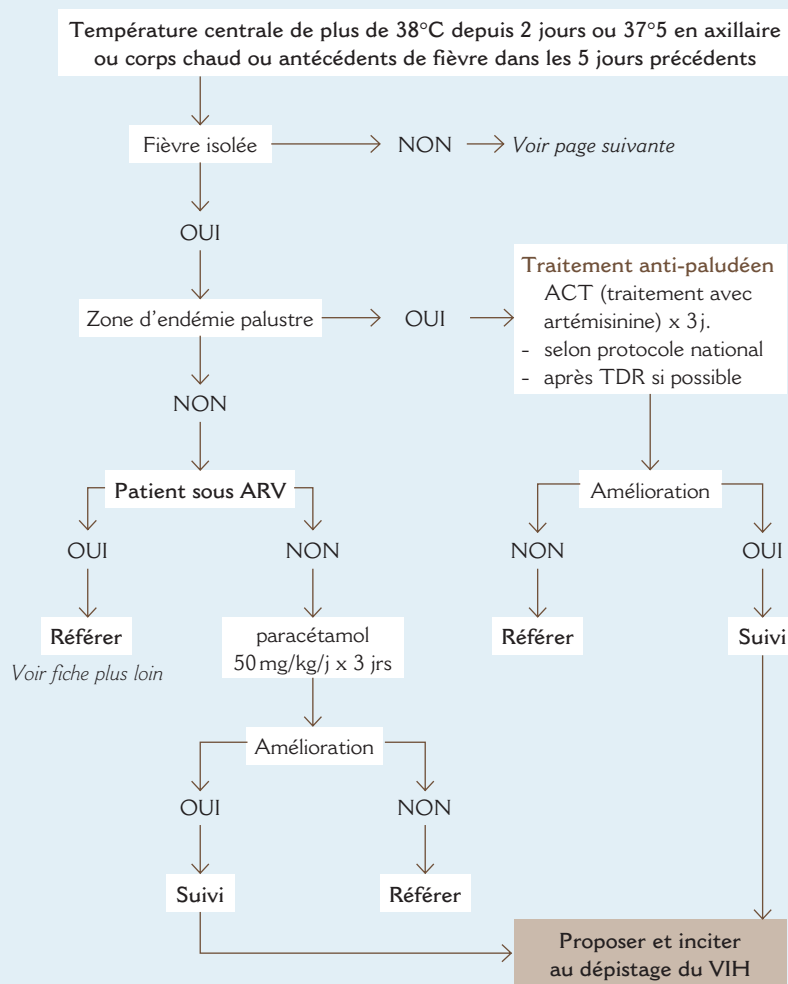 Température centrale de plus de 38°C depuis 2 jours ou 37°5 en axillaire
ou corps chaud ou antécédents de fièvre dans les 5 jours précédents
Fièvre isolée
NON
Voir page suivante
OUI
Zone d'endémie palustre
OUI
Traitement anti-paludéen
ACT (traitement avec
artémisinine) x 3 j.
- selon protocole national
- après TDR si possible
NON
Patient sous ARV
Amélioration
OUI
NON
NON
OUI
Référer
Voir fiche plus loin
paracétamol
50 mg/kg/j x 3 jrs
Référer
Suivi
Amélioration
OUI
NON
Suivi
Référer
Proposer et inciter
au dépistage du VIH